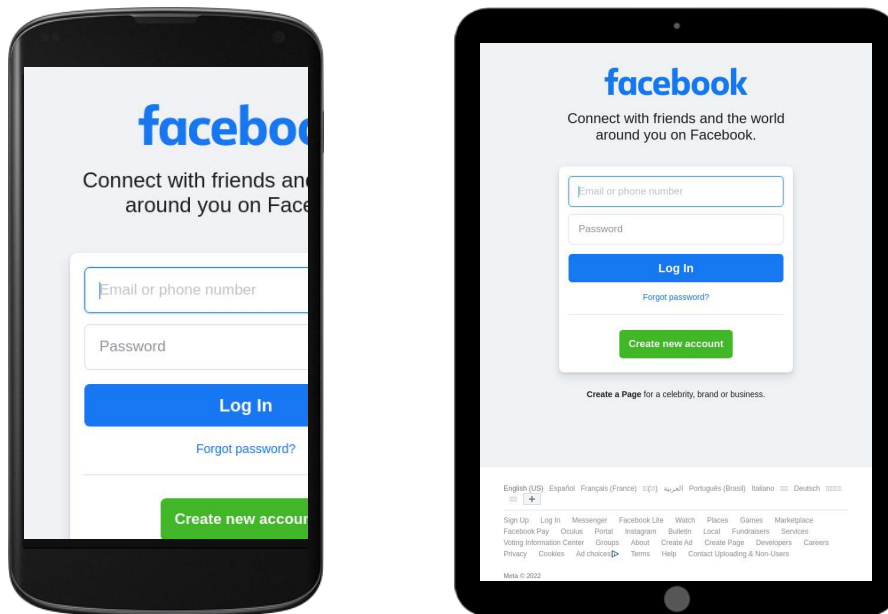 faceboo
Connect with friends and
around you on Face
Email or phone number
Password
Log In
Forgot password?
Create new accour
facebook
Connect with friends and the world
around you on Facebook.
Email or phone number
Password
Log In
Forgot password?
Create new account
Create a Page for a celebrity, brand or business.
English (US) Español Français (France) العربية Português (Brasil) Italiano Deutsch
Sign Up Log In Messenger Facebook Lite Watch Places Games Marketplace
Facebook Pay Oculus Portal Instagram Bulletin Local Fundraisers Services
Voting Information Center Groups About Create Ad Create Page Developers Careers
Privacy Cookies Ad choices Terms Help Contact Uploading & Non-Users
Meta © 2022